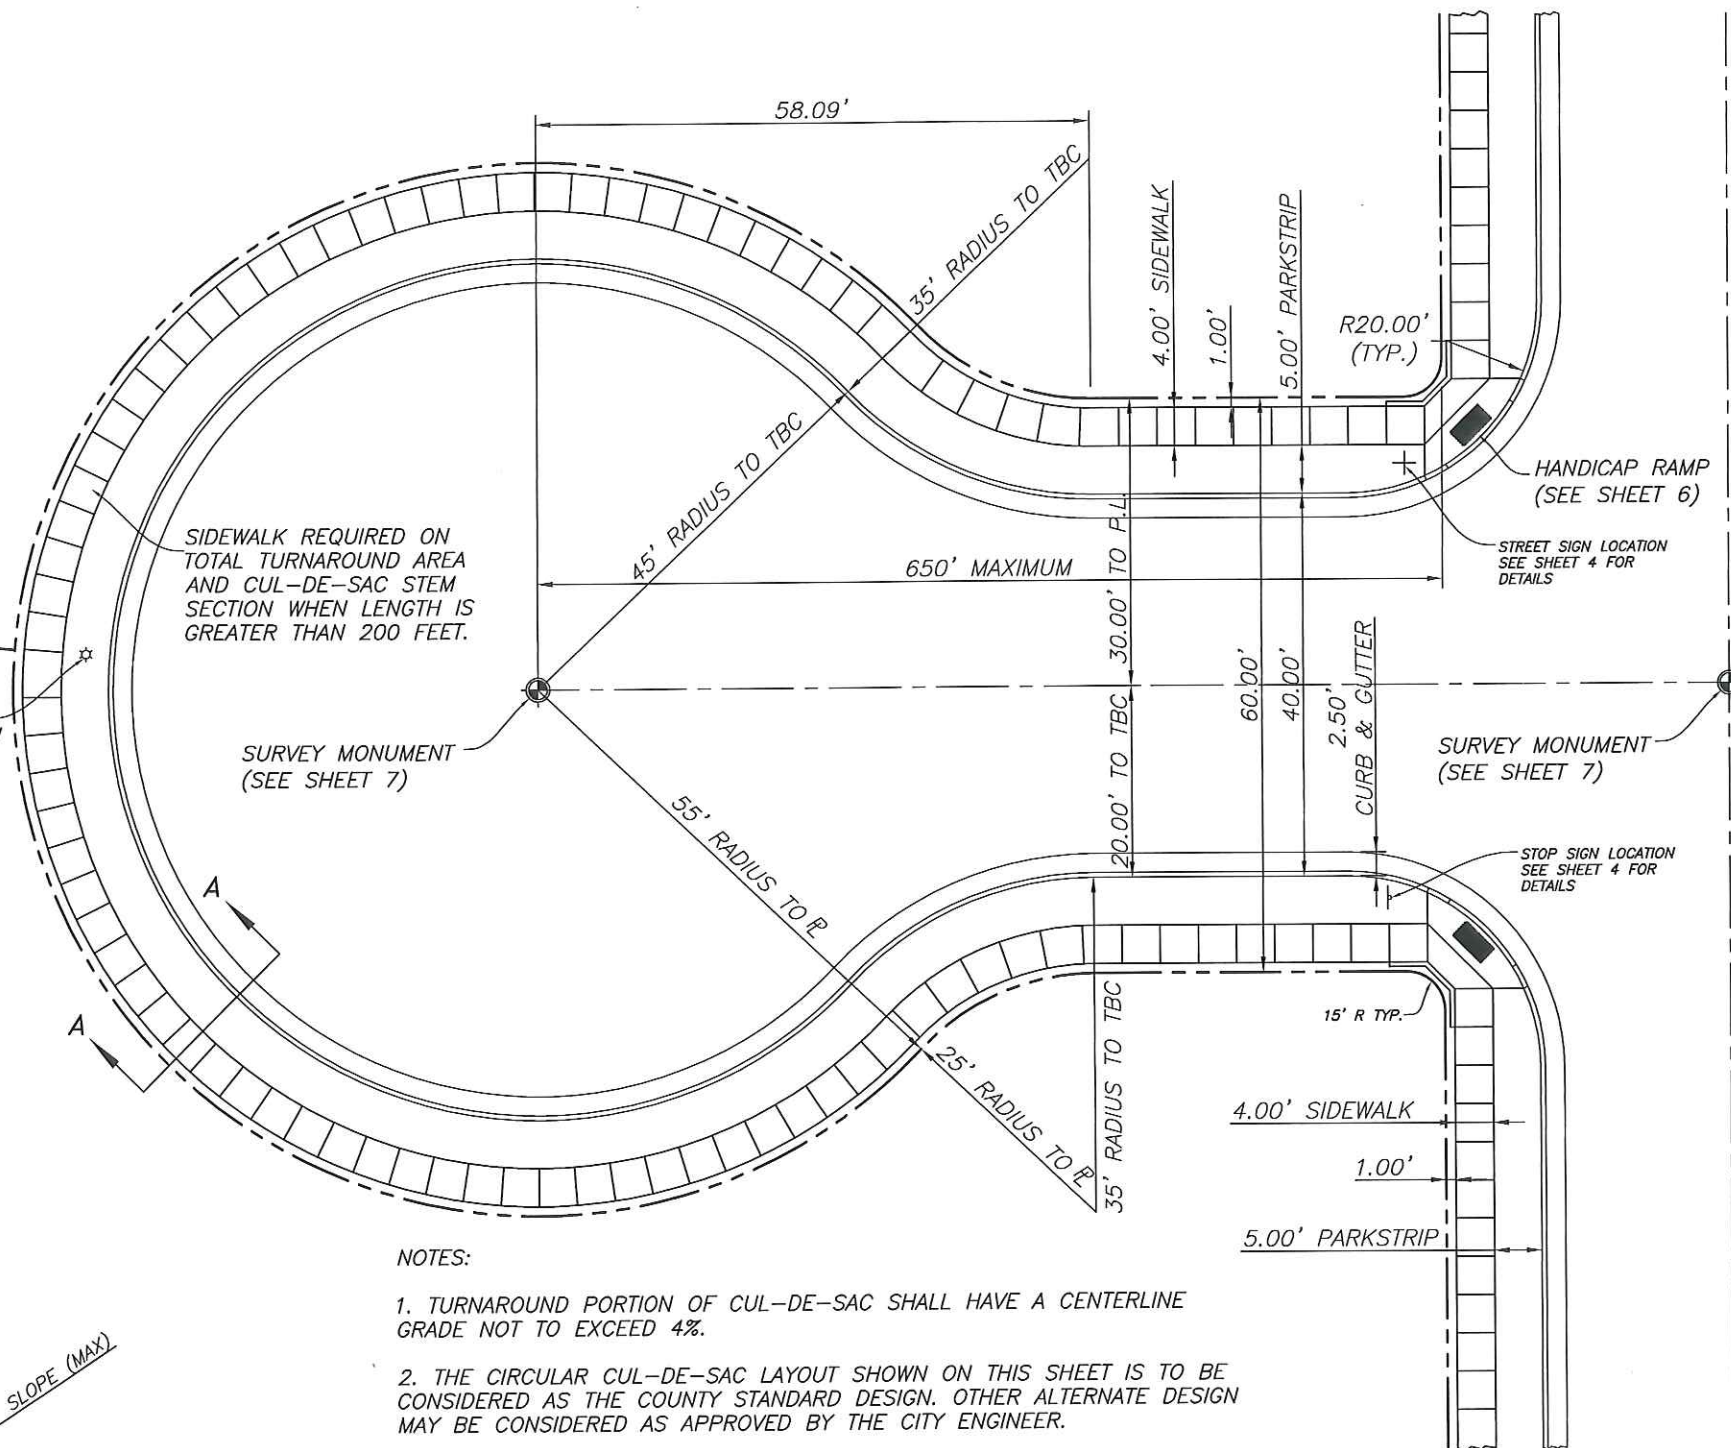 58.09'
35' RADIUS TO TBC
4.00' SIDEWALK
1.00'
5.00' PARKSTRIP
R20.00'
(TYP.)
HANDICAP RAMP
(SEE SHEET 6)
STREET SIGN LOCATION
SEE SHEET 4 FOR
DETAILS
45' RADIUS TO TBC
SIDEWALK REQUIRED ON
TOTAL TURNAROUND AREA
AND CUL-DE-SAC STEM
SECTION WHEN LENGTH IS
GREATER THAN 200 FEET.
650' MAXIMUM
30.00' TO P.L.
20.00' TO TBC
60.00'
40.00'
2.50'
CURB & GUTTER
SURVEY MONUMENT
(SEE SHEET 7)
SURVEY MONUMENT
(SEE SHEET 7)
55' RADIUS TO PL
STOP SIGN LOCATION
SEE SHEET 4 FOR
DETAILS
A
A
25' RADIUS TO PL
35' RADIUS TO TBC
15' R TYP.
4.00' SIDEWALK
1.00'
5.00' PARKSTRIP
NOTES:
1. TURNAROUND PORTION OF CUL-DE-SAC SHALL HAVE A CENTERLINE
GRADE NOT TO EXCEED 4%.
2. THE CIRCULAR CUL-DE-SAC LAYOUT SHOWN ON THIS SHEET IS TO BE
CONSIDERED AS THE COUNTY STANDARD DESIGN. OTHER ALTERNATE DESIGN
MAY BE CONSIDERED AS APPROVED BY THE CITY ENGINEER.
SLOPE (MAX)